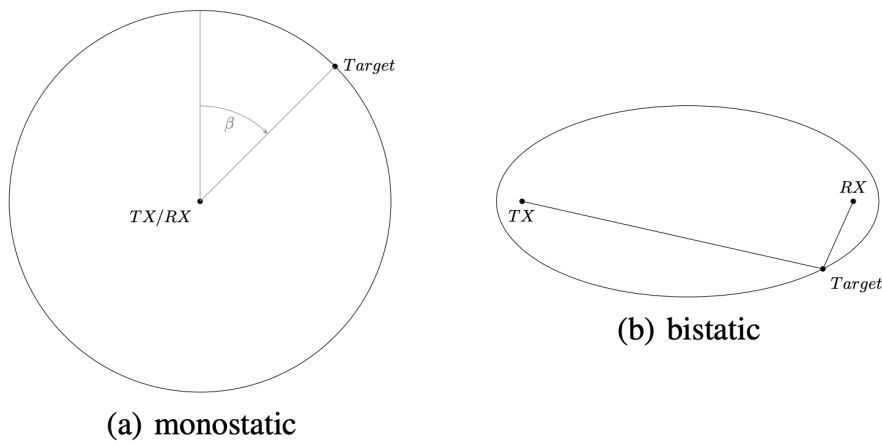 Target
β
TX/RX
(a) monostatic
RX
TX
Target
(b) bistatic